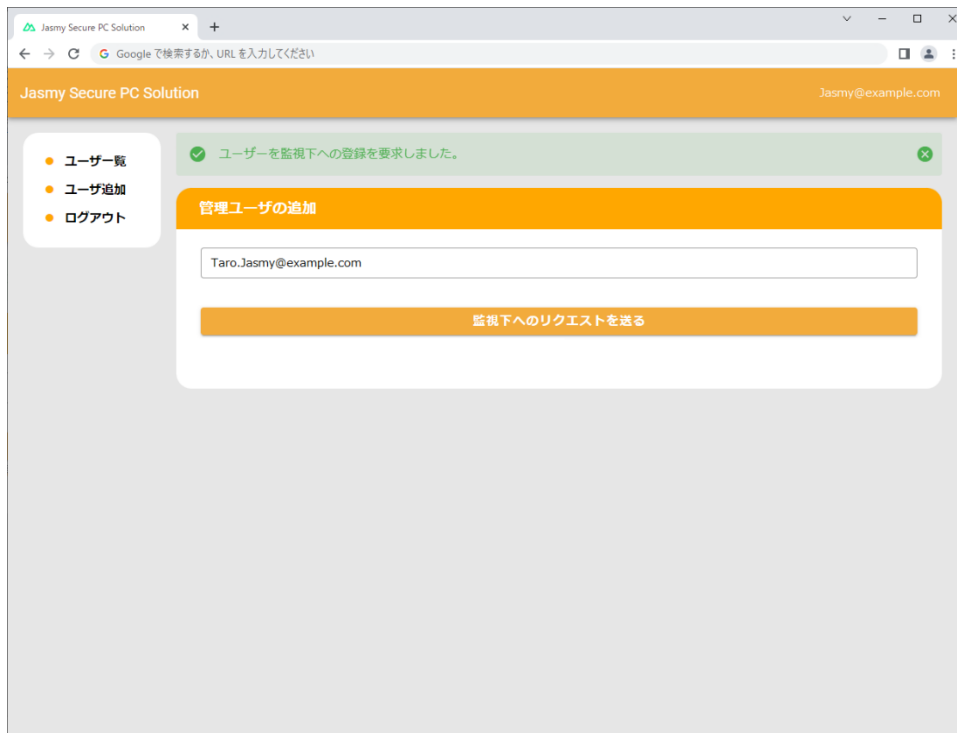 Jasmy Secure PC Solution
Google で検索するか、URL を入力してください
Jasmy Secure PC Solution
Jasmy@example.com
ユーザ一覧
ユーザ追加
ログアウト
ユーザーを監視下への登録を要求しました。
管理ユーザの追加
Taro.Jasmy@example.com
監視下へのリクエストを送る